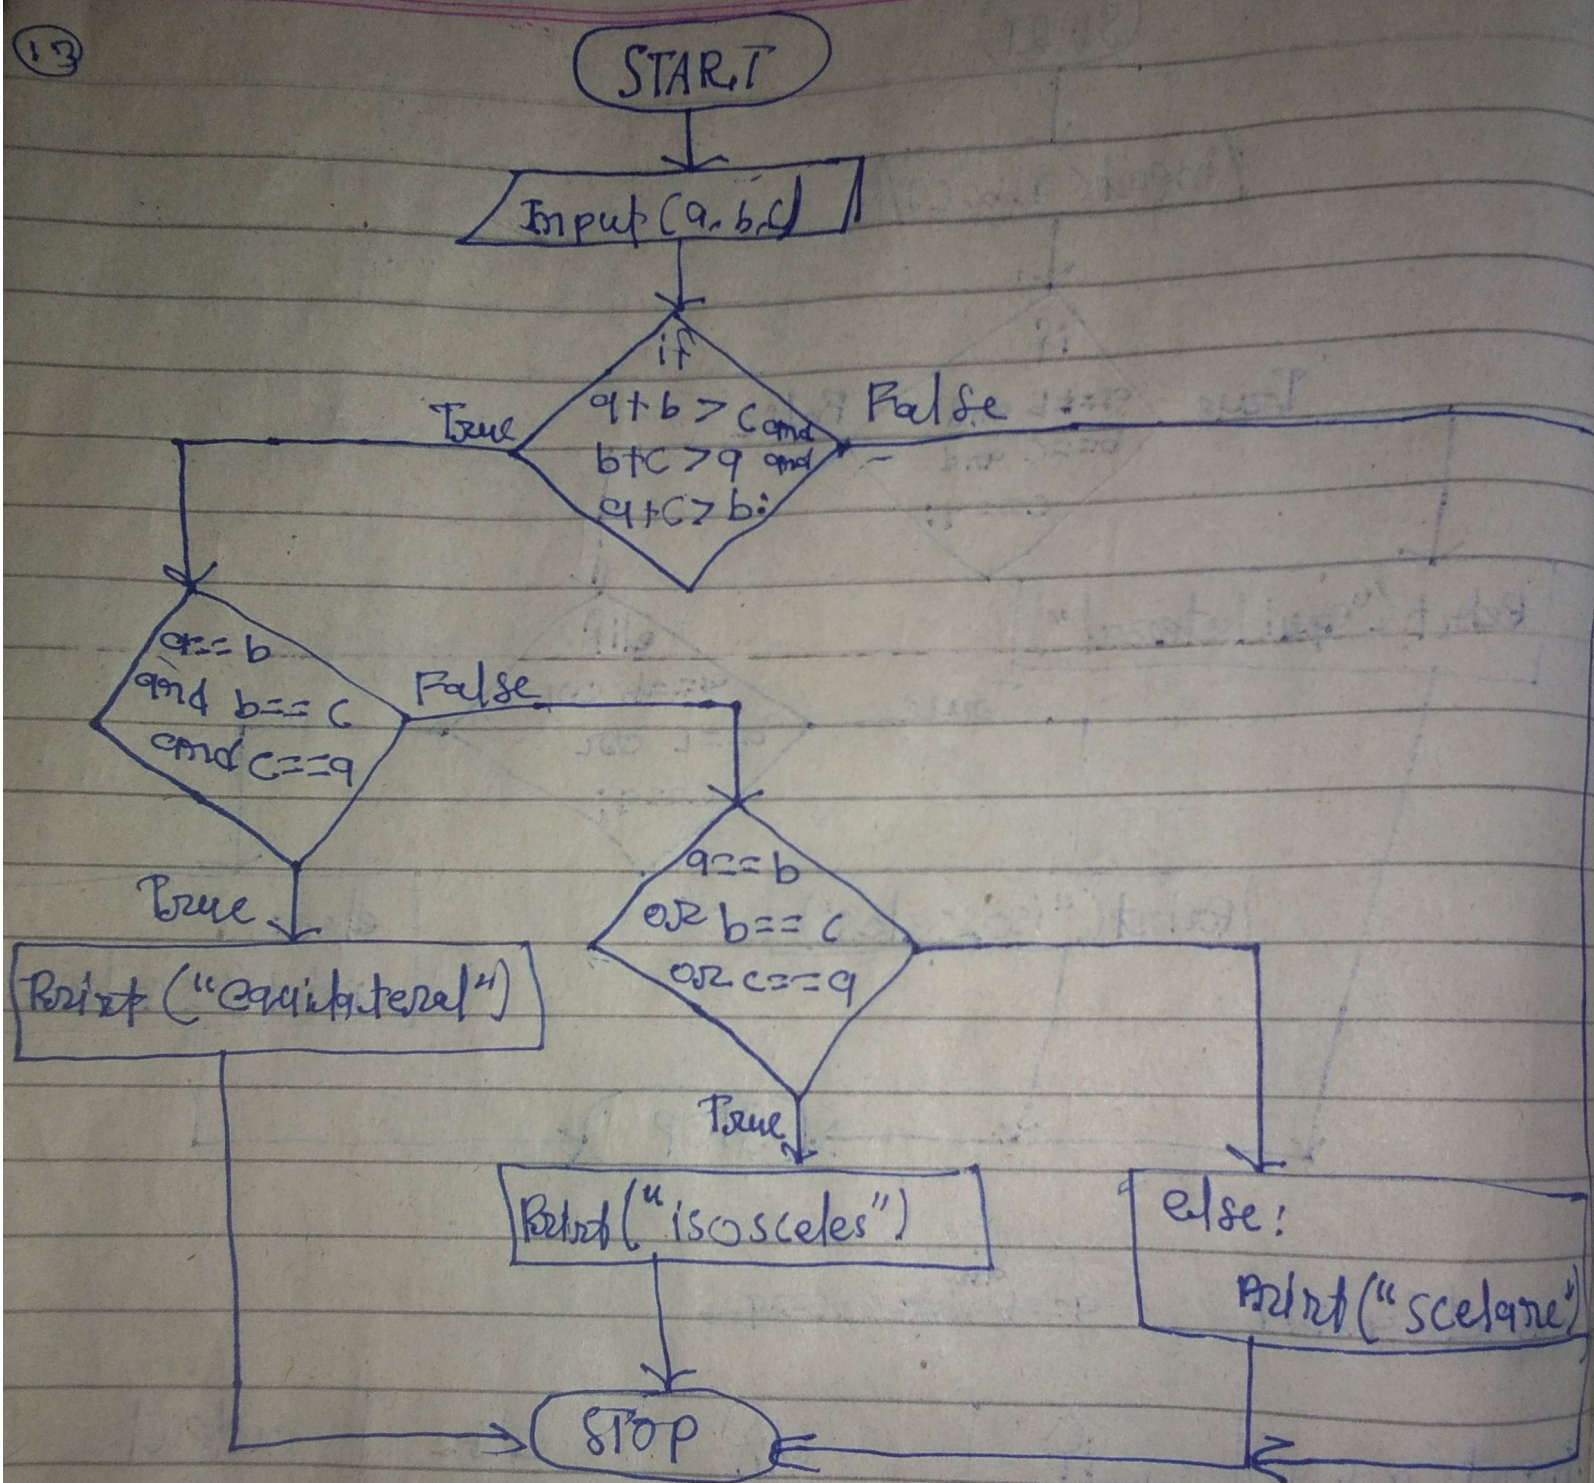 13
START
Input (a, b, c)
if
a+b > c and
b+c > a and
a+c > b:
True
False
a==b
and b==c
and c==a
False
True
a==b
or b==c
or c==a
Print ("equilateral")
True
Print ("isosceles")
else:
Print ("scelane")
STOP